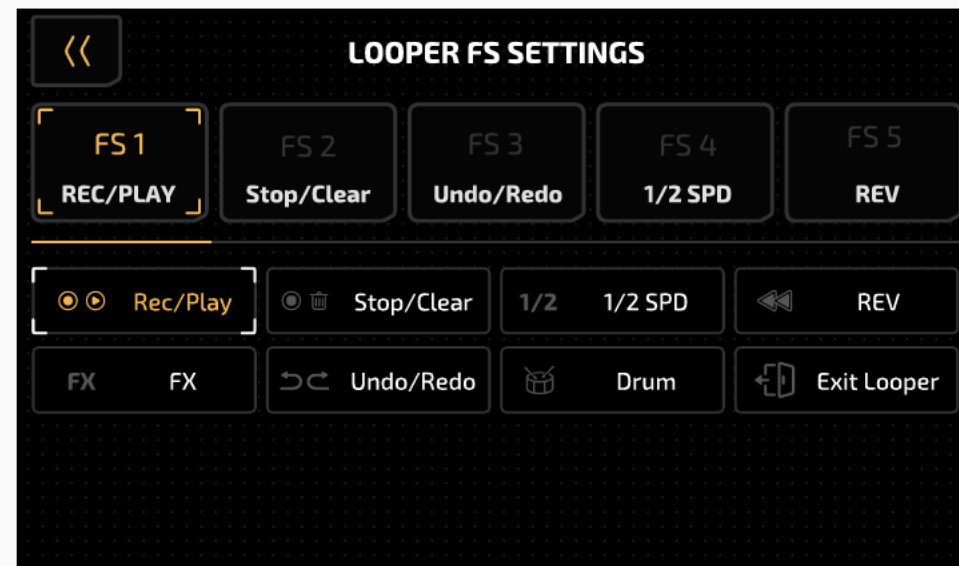 LOOPER FS SETTINGS
FS 1
REC/PLAY
FS 2
Stop/Clear
FS 3
Undo/Redo
FS 4
1/2 SPD
FS 5
REV
Rec/Play
Stop/Clear
1/2 1/2 SPD
REV
FX FX
Undo/Redo
Drum
Exit Looper